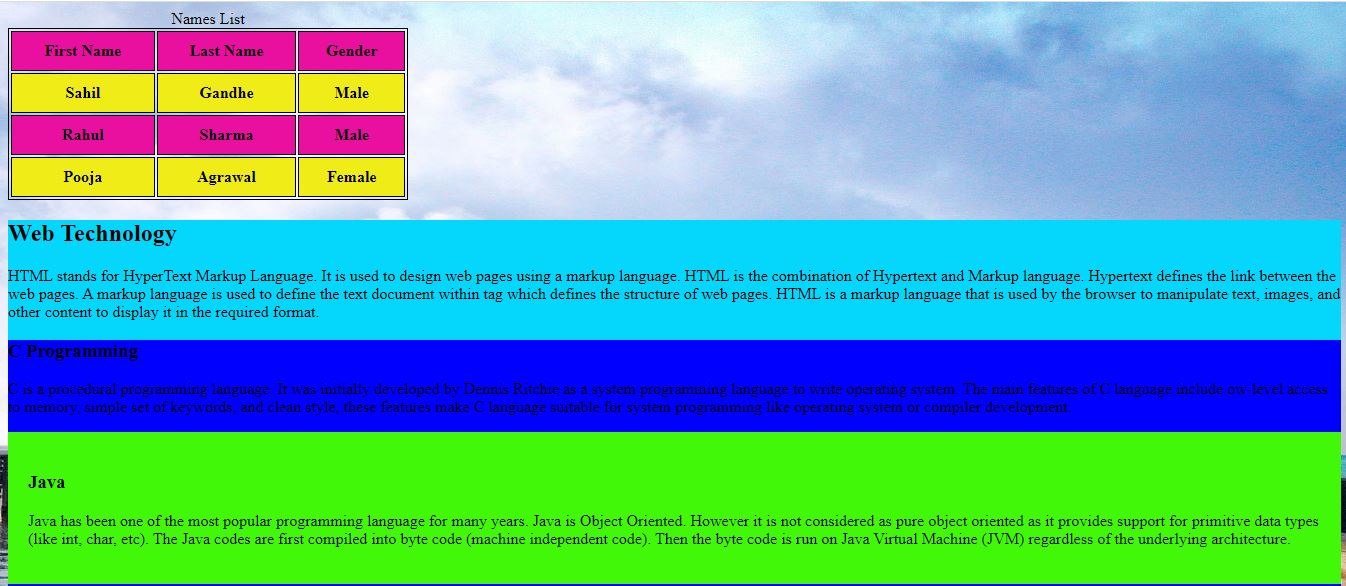 Names List
First Name Last Name Gender
Sahil Gandhe Male
Rahul Sharma Male
Pooja Agrawal Female
Web Technology
HTML stands for HyperText Markup Language. It is used to design web pages using a markup language. HTML is the combination of Hypertext and Markup language. Hypertext defines the link between the
web pages. A markup language is used to define the text document within tag which defines the structure of web pages. HTML is a markup language that is used by the browser to manipulate text, images, and
other content to display it in the required format.
C Programming
C is a procedural programming language. It was initially developed by Dennis Ritchie as a system programming language to write operating system. The main features of C language include ow-level access
to memory, simple set of keywords, and clean style, these features make C language suitable for system programming like operating system or compiler development.
Java
Java has been one of the most popular programming language for many years. Java is Object Oriented. However it is not considered as pure object oriented as it provides support for primitive data types
(like int, char, etc). The Java codes are first compiled into byte code (machine independent code). Then the byte code is run on Java Virtual Machine (JVM) regardless of the underlying architecture.